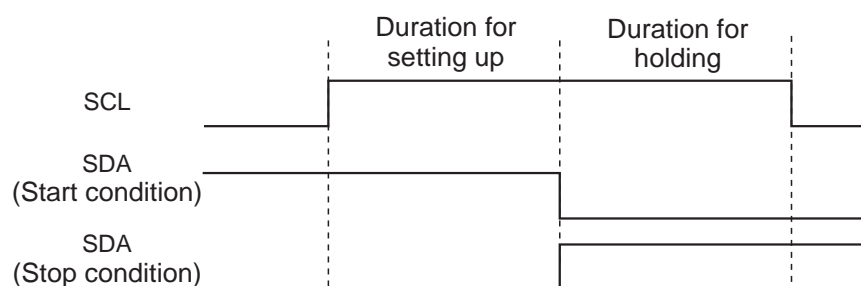 Duration for
setting up
Duration for
holding
SCL
SDA
(Start condition)
SDA
(Stop condition)